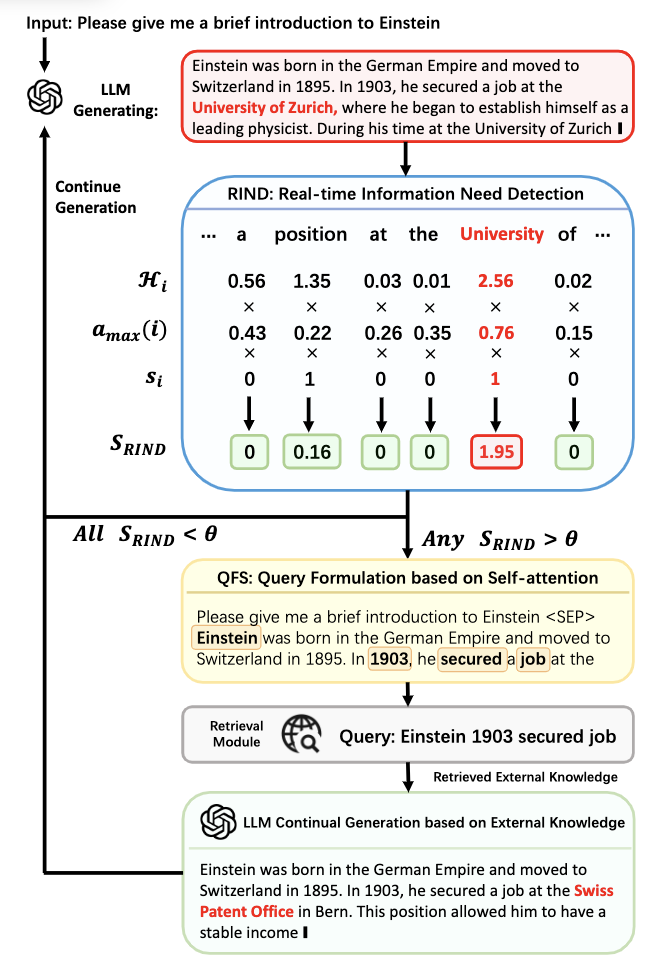 Input: Please give me a brief introduction to Einstein
LLM
Generating:
Einstein was born in the German Empire and moved to
Switzerland in 1895. In 1903, he secured a job at the
University of Zurich, where he began to establish himself as a
leading physicist. During his time at the University of Zurich
Continue
Generation
RIND: Real-time Information Need Detection
... a position at the University of ...
ℋᵢ 0.56 1.35 0.03 0.01 2.56 0.02
× × × × × ×
aₘₐₓ(i) 0.43 0.22 0.26 0.35 0.76 0.15
× × × × × ×
sᵢ 0 1 0 0 1 0
S_RIND 0 0.16 0 0 1.95 0
All S_RIND < θ
Any S_RIND > θ
QFS: Query Formulation based on Self-attention
Please give me a brief introduction to Einstein <SEP>
Einstein was born in the German Empire and moved to
Switzerland in 1895. In 1903, he secured a job at the
Retrieval
Module
Query: Einstein 1903 secured job
Retrieved External Knowledge
LLM Continual Generation based on External Knowledge
Einstein was born in the German Empire and moved to
Switzerland in 1895. In 1903, he secured a job at the Swiss
Patent Office in Bern. This position allowed him to have a
stable income